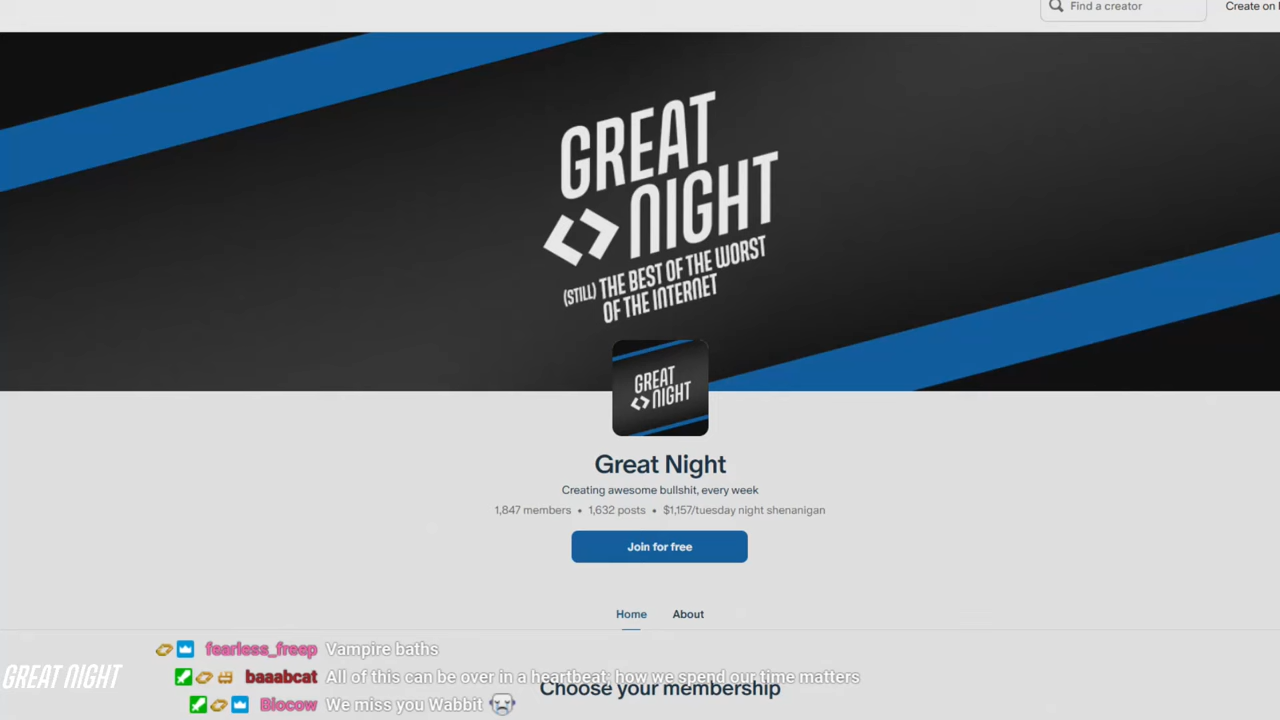 Find a creator
Create on
GREAT
NIGHT
(STILL) THE BEST OF THE WORST
OF THE INTERNET
GREAT
NIGHT
Great Night
Creating awesome bullshit, every week
1,847 members • 1,632 posts • $1,157/tuesday night shenanigan
Join for free
Home
About
fearless_freep Vampire baths
GREAT NIGHT
baaabcat All of this can be over in a heartbeat; how we spend our time matters
Choose your membership
Biocow We miss you Wabbit